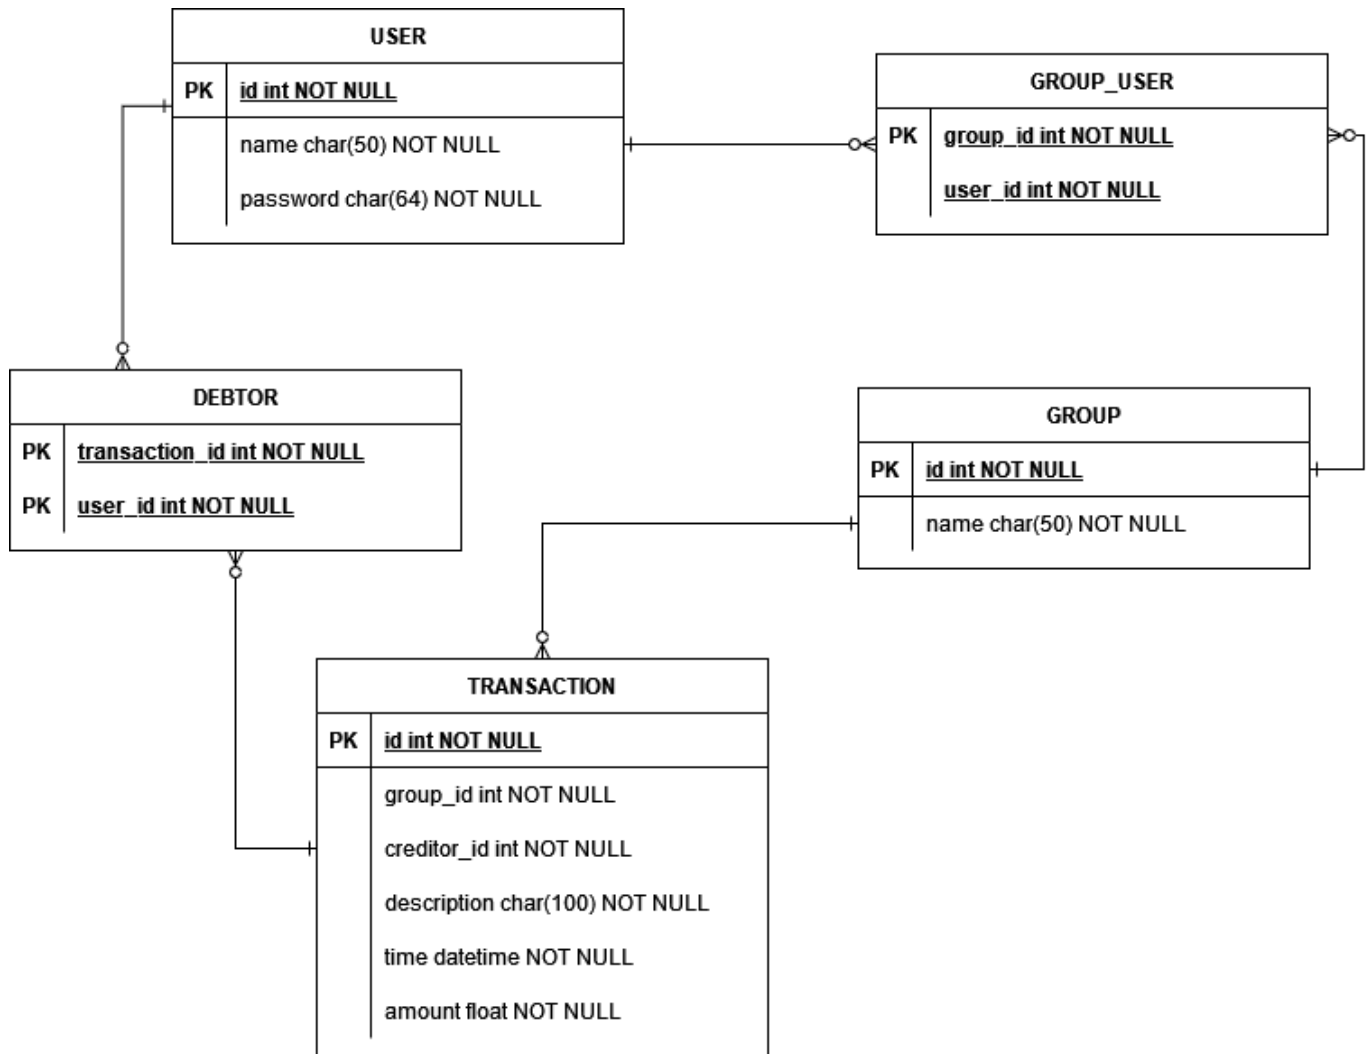 USER
PK id int NOT NULL
name char(50) NOT NULL
password char(64) NOT NULL
GROUP_USER
PK group_id int NOT NULL
user_id int NOT NULL
DEBTOR
PK transaction_id int NOT NULL
PK user_id int NOT NULL
GROUP
PK id int NOT NULL
name char(50) NOT NULL
TRANSACTION
PK id int NOT NULL
group_id int NOT NULL
creditor_id int NOT NULL
description char(100) NOT NULL
time datetime NOT NULL
amount float NOT NULL